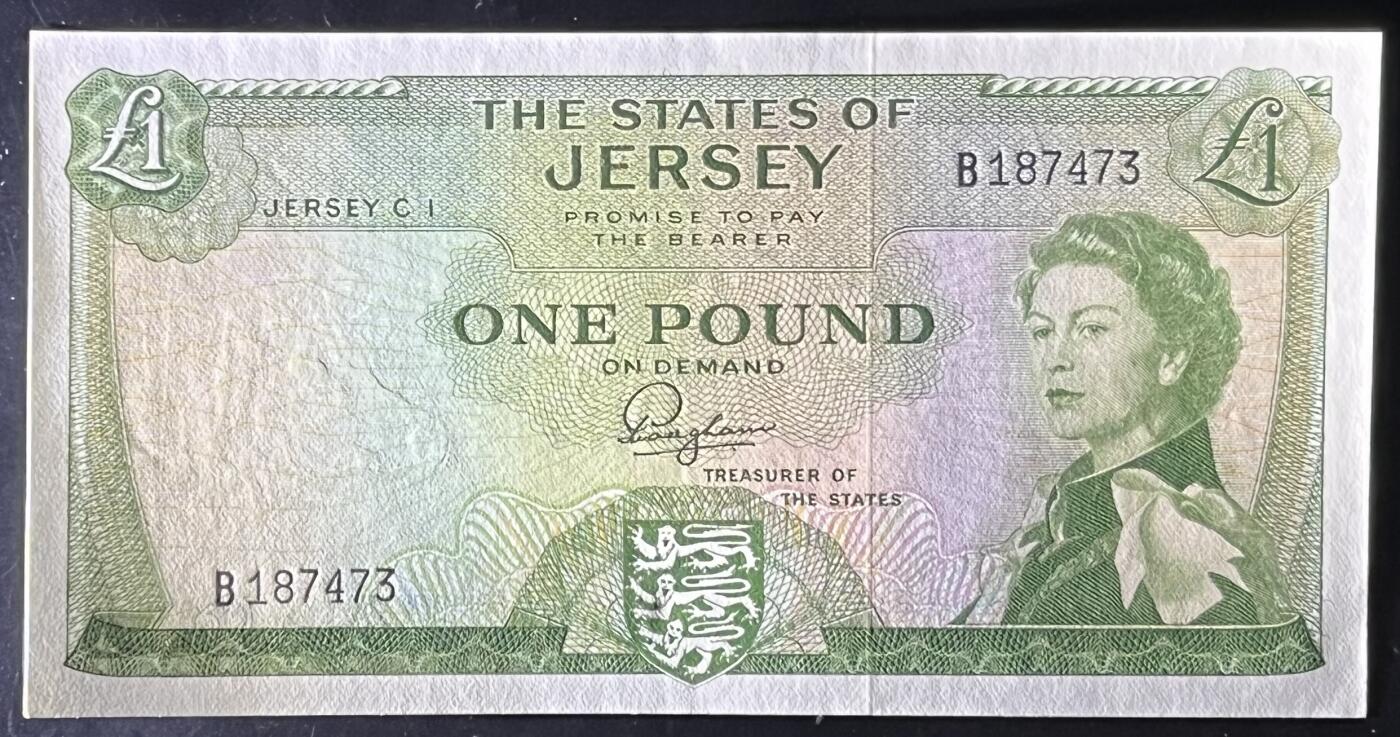 £1
THE STATES OF
£1
JERSEY
B187473
JERSEY C I
PROMISE TO PAY
THE BEARER
ONE POUND
ON DEMAND
TREASURER OF
THE STATES
B187473